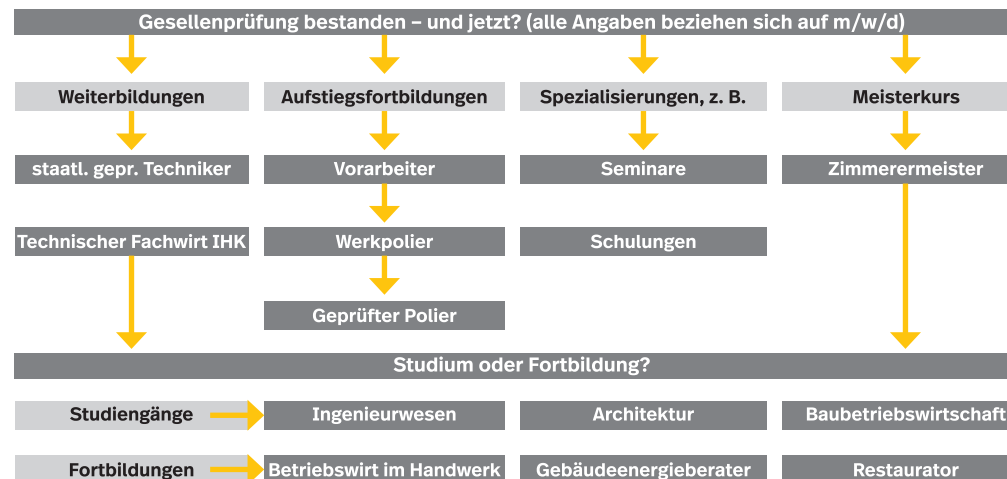 Gesellenprüfung bestanden – und jetzt? (alle Angaben beziehen sich auf m/w/d)
Weiterbildungen
Aufstiegsfortbildungen
Spezialisierungen, z. B.
Meisterkurs
staatl. gepr. Techniker
Vorarbeiter
Seminare
Zimmerermeister
Technischer Fachwirt IHK
Werkpolier
Schulungen
Geprüfter Polier
Studium oder Fortbildung?
Studiengänge
Ingenieurwesen
Architektur
Baubetriebswirtschaft
Fortbildungen
Betriebswirt im Handwerk
Gebäudeenergieberater
Restaurator